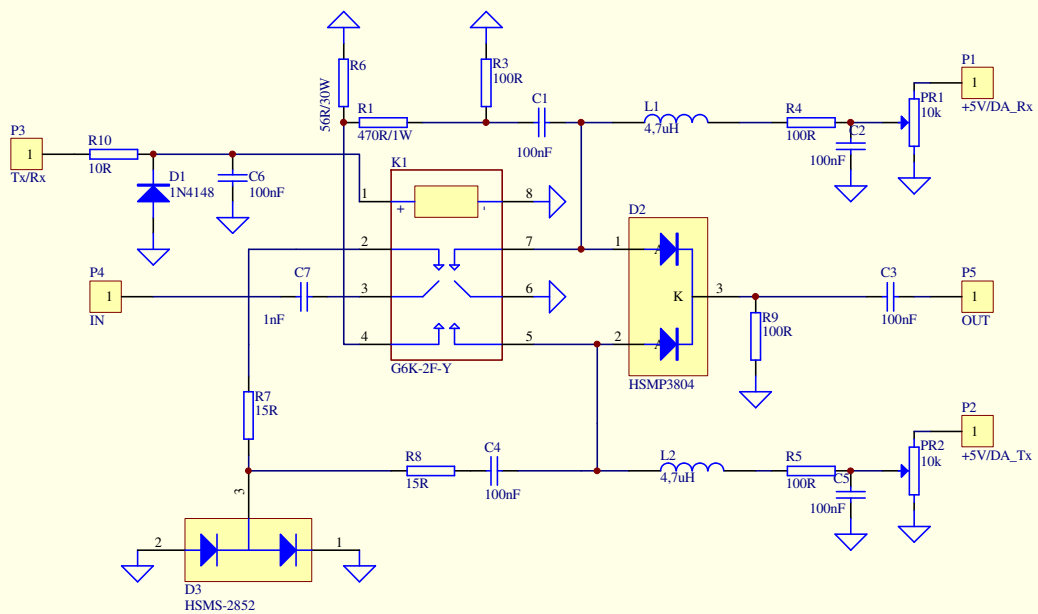 R6
56R/30W
R3
100R
R1
470R/1W
C1
100nF
L1
4,7uH
R4
100R
C2
100nF
PR1
10k
P1
1
+5V/DA_Rx
P3
1
Tx/Rx
R10
10R
D1
1N4148
C6
100nF
K1
1
+
-
8
2
7
3
6
4
5
G6K-2F-Y
D2
1
A
K
3
2
A
HSMP3804
P4
1
IN
C7
1nF
C3
100nF
P5
1
OUT
R9
100R
R7
15R
R8
15R
C4
100nF
L2
4,7uH
R5
100R
C5
100nF
PR2
10k
P2
1
+5V/DA_Tx
3
2
1
D3
HSMS-2852